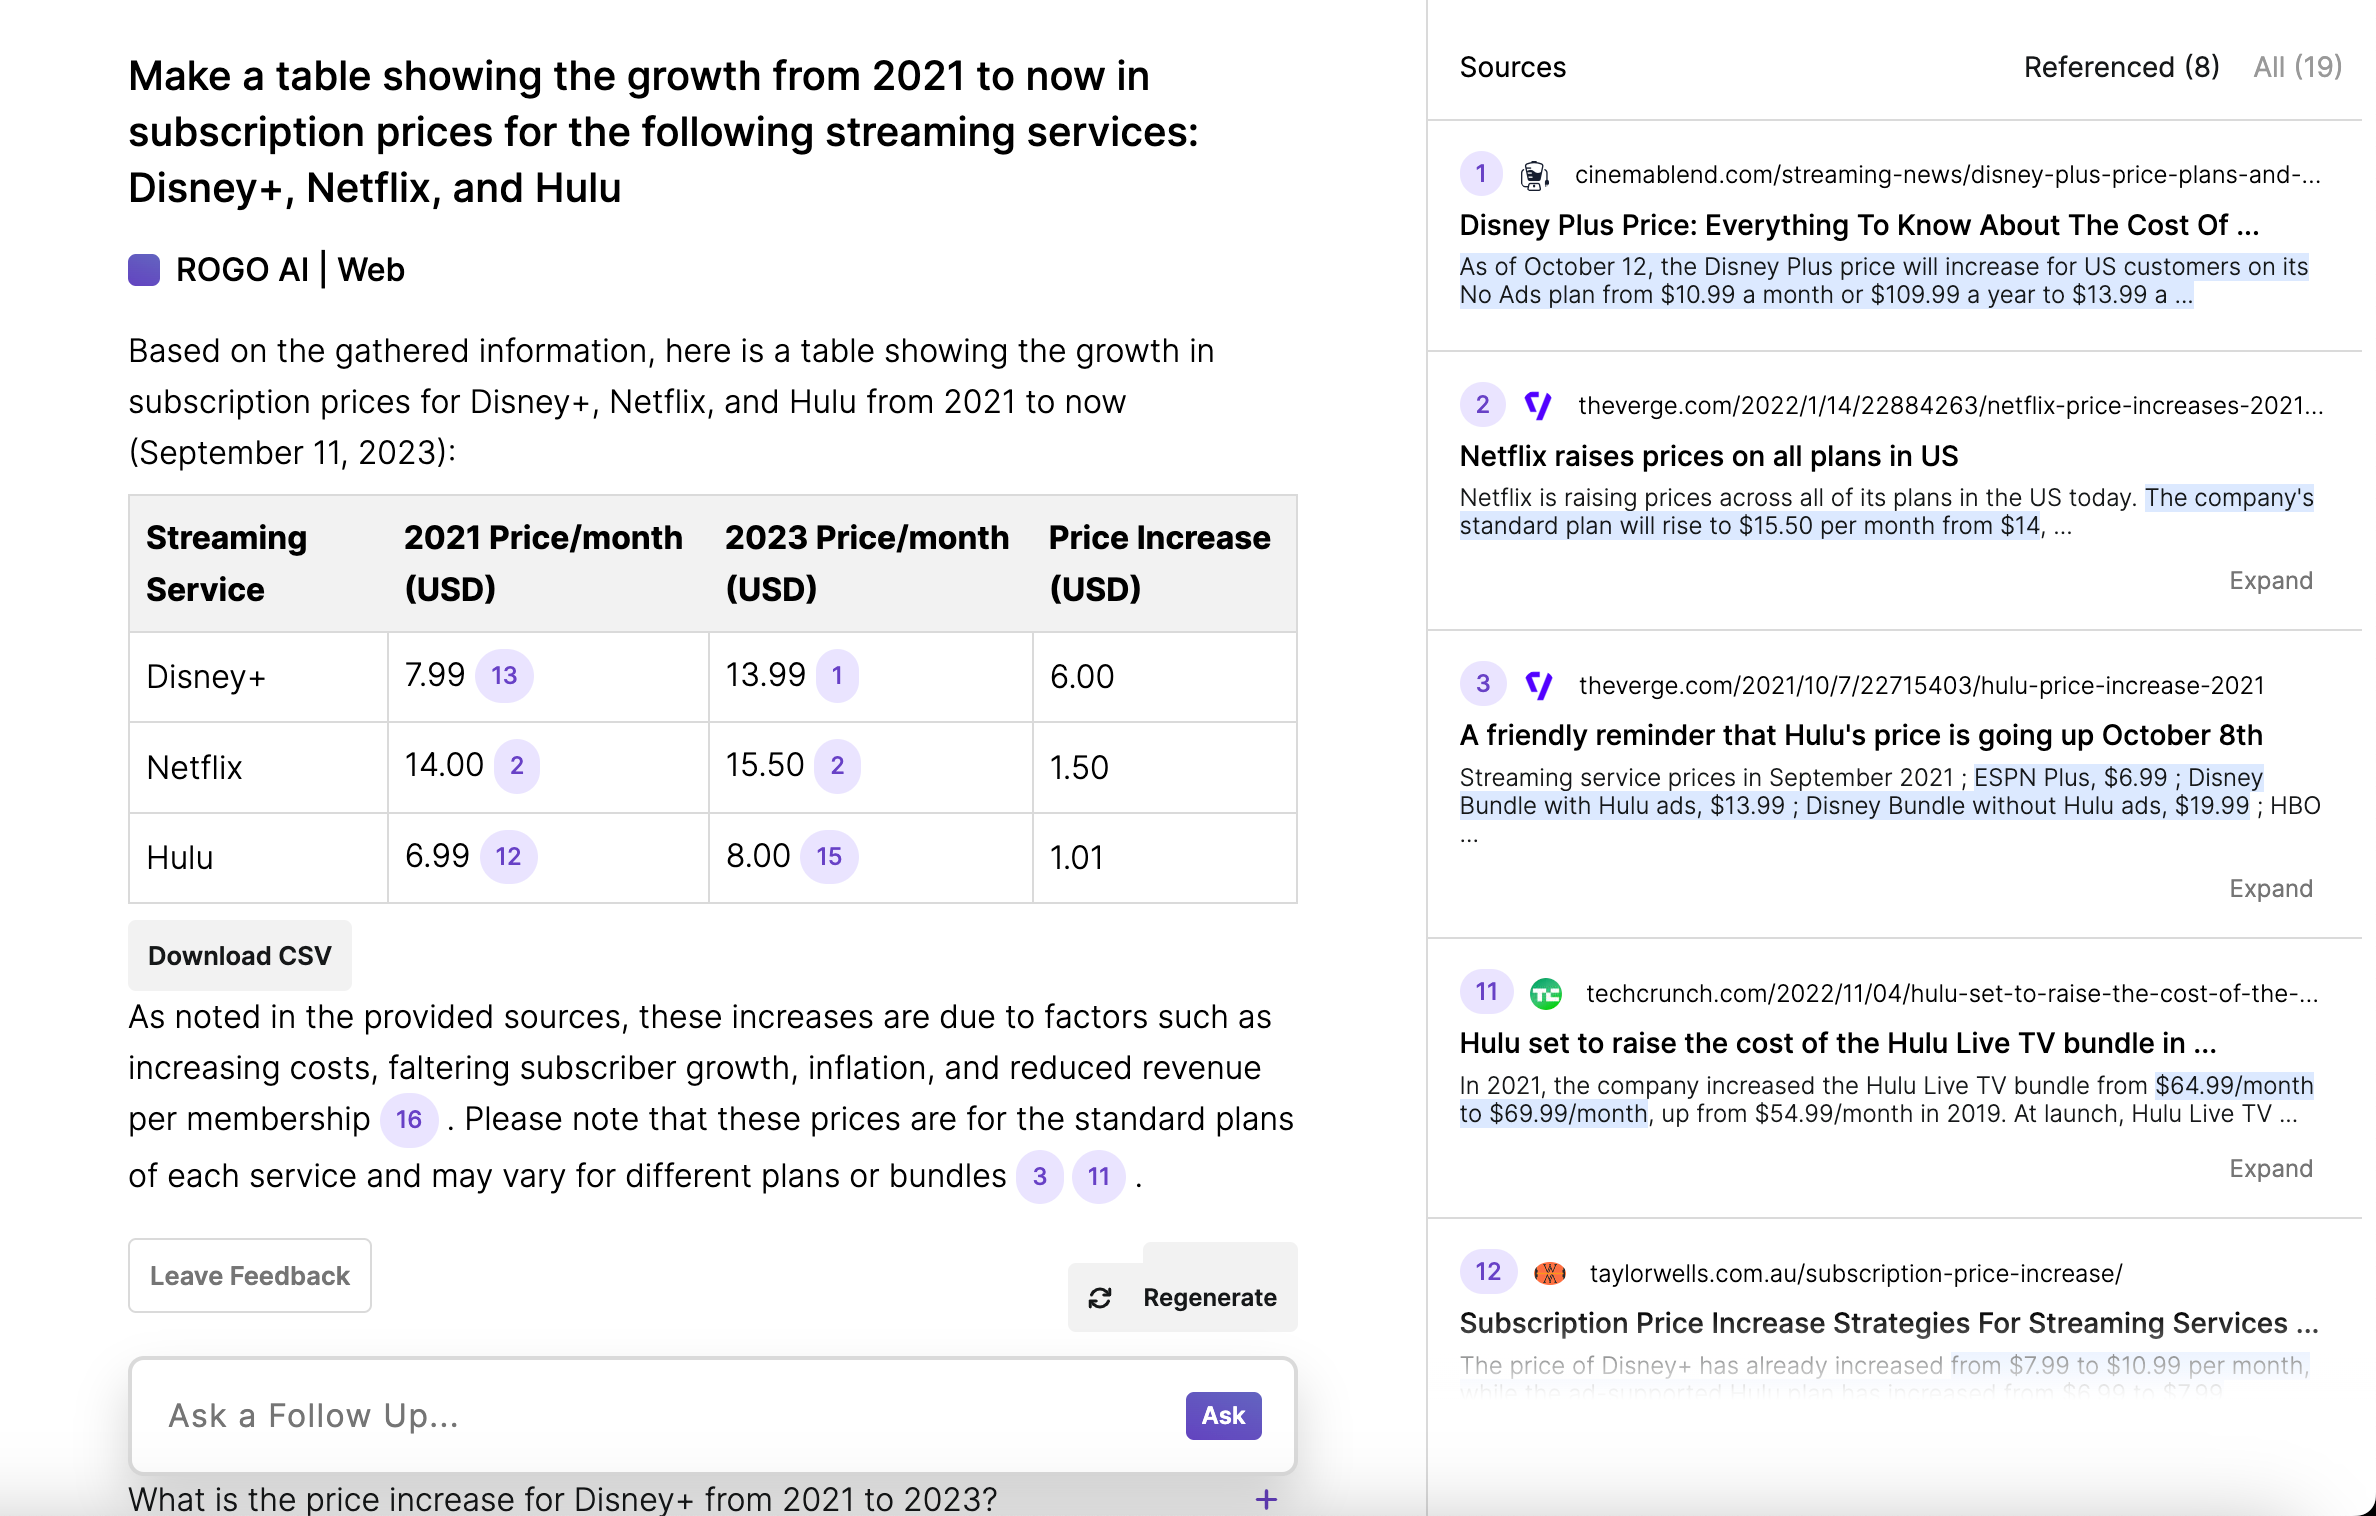 Make a table showing the growth from 2021 to now in
subscription prices for the following streaming services:
Disney+, Netflix, and Hulu
ROGO AI | Web
Based on the gathered information, here is a table showing the growth in
subscription prices for Disney+, Netflix, and Hulu from 2021 to now
(September 11, 2023):
Streaming Service	2021 Price/month (USD)	2023 Price/month (USD)	Price Increase (USD)
Disney+	7.99 13	13.99 1	6.00
Netflix	14.00 2	15.50 2	1.50
Hulu	6.99 12	8.00 15	1.01
Download CSV
As noted in the provided sources, these increases are due to factors such as
increasing costs, faltering subscriber growth, inflation, and reduced revenue
per membership 16 . Please note that these prices are for the standard plans
of each service and may vary for different plans or bundles 3 11 .
Leave Feedback
Regenerate
Ask a Follow Up...
Ask
What is the price increase for Disney+ from 2021 to 2023? +
Sources
Referenced (8) All (19)
1 cinemablend.com/streaming-news/disney-plus-price-plans-and-...
Disney Plus Price: Everything To Know About The Cost Of ...
As of October 12, the Disney Plus price will increase for US customers on its
No Ads plan from $10.99 a month or $109.99 a year to $13.99 a ...
2 theverge.com/2022/1/14/22884263/netflix-price-increases-2021...
Netflix raises prices on all plans in US
Netflix is raising prices across all of its plans in the US today. The company's
standard plan will rise to $15.50 per month from $14, ...
Expand
3 theverge.com/2021/10/7/22715403/hulu-price-increase-2021
A friendly reminder that Hulu's price is going up October 8th
Streaming service prices in September 2021 ; ESPN Plus, $6.99 ; Disney
Bundle with Hulu ads, $13.99 ; Disney Bundle without Hulu ads, $19.99 ; HBO
...
Expand
11 TC techcrunch.com/2022/11/04/hulu-set-to-raise-the-cost-of-the-...
Hulu set to raise the cost of the Hulu Live TV bundle in ...
In 2021, the company increased the Hulu Live TV bundle from $64.99/month
to $69.99/month, up from $54.99/month in 2019. At launch, Hulu Live TV ...
Expand
12 taylorwells.com.au/subscription-price-increase/
Subscription Price Increase Strategies For Streaming Services ...
The price of Disney+ has already increased from $7.99 to $10.99 per month,
while the ad-supported Hulu plan has increased from $6.99 to $7.99